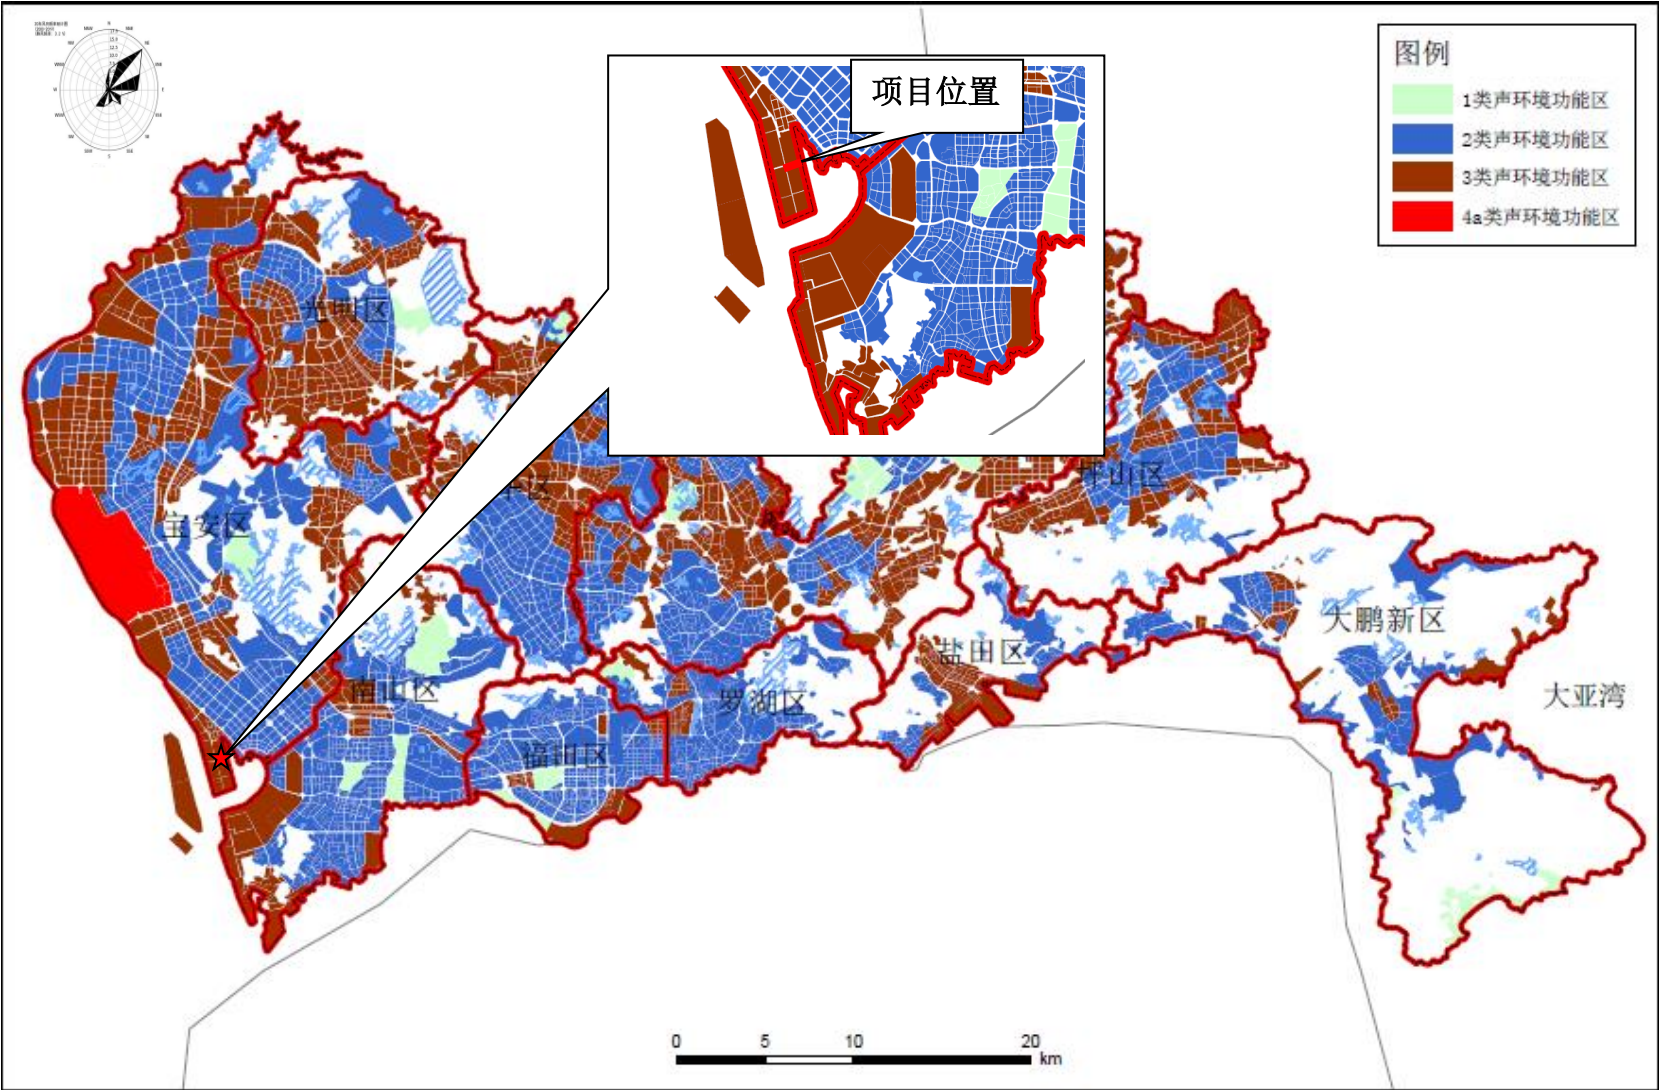 图例
1类声环境功能区
2类声环境功能区
3类声环境功能区
4a类声环境功能区
项目位置
光明区
宝安区
坪山区
大鹏新区
盐田区
南山区
罗湖区
福田区
大亚湾
0 5 10 20
km